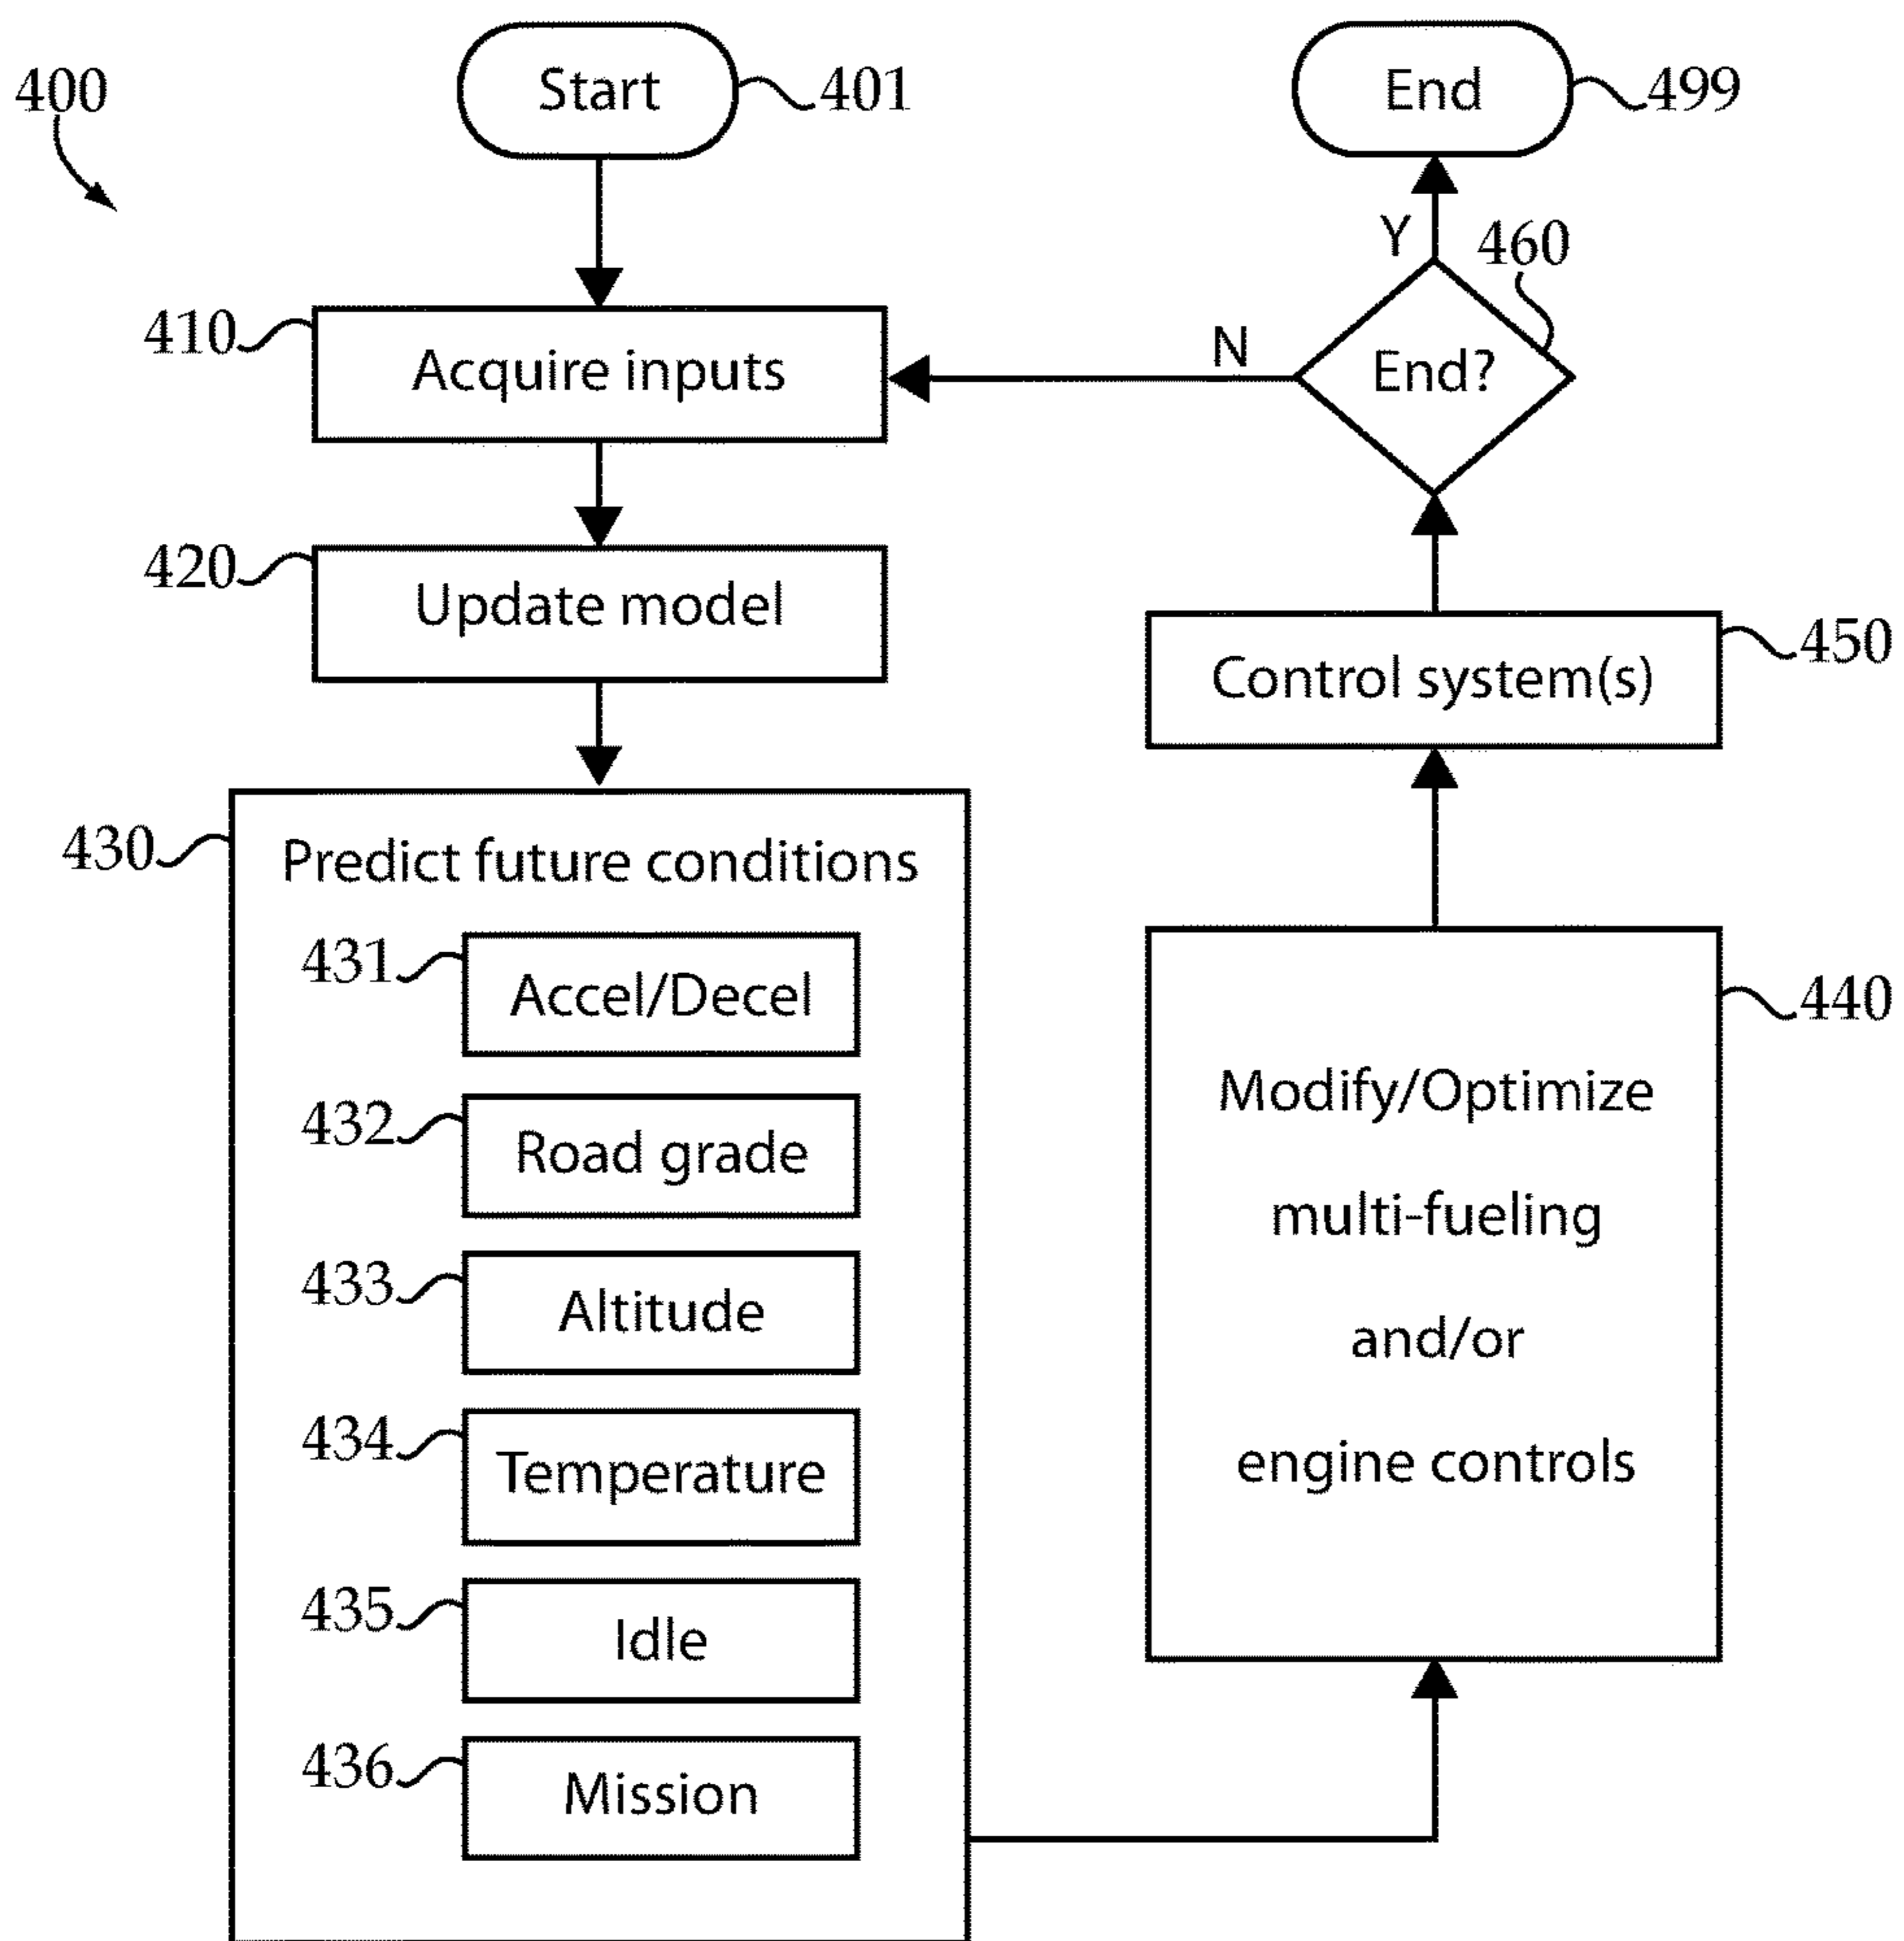 400
Start
401
End
499
Y
460
410
Acquire inputs
N
End?
420
Update model
Control system(s)
450
430
Predict future conditions
431
Accel/Decel
432
Road grade
433
Altitude
434
Temperature
435
Idle
436
Mission
440
Modify/Optimize
multi-fueling
and/or
engine controls